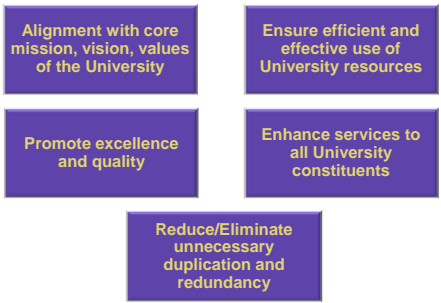 Alignment with core
mission, vision, values
of the University
Ensure efficient and
effective use of
University resources
Promote excellence
and quality
Enhance services to
all University
constituents
Reduce/Eliminate
unnecessary
duplication and
redundancy